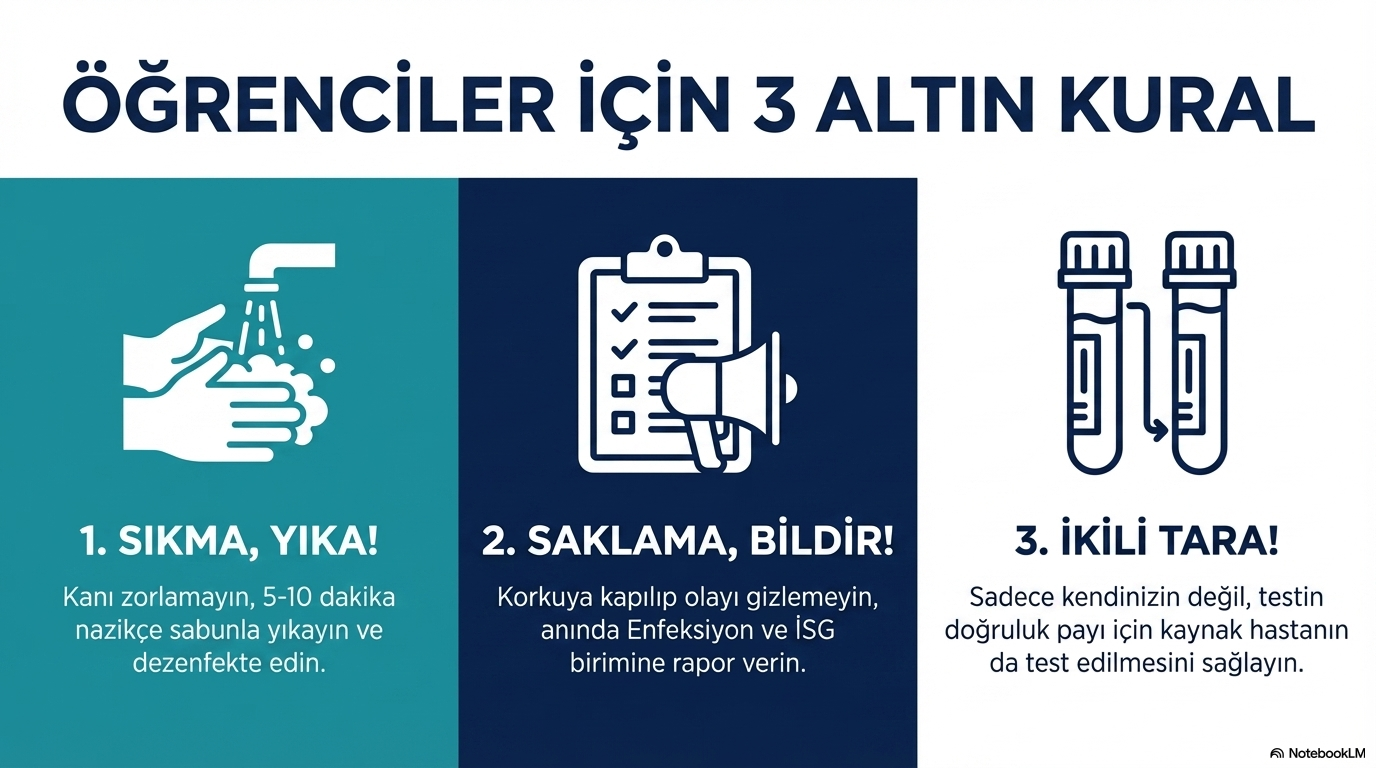 ÖĞRENCİLER İÇİN 3 ALTIN KURAL
1. SIKMA, YIKA!
Kanı zorlamayın, 5-10 dakika
nazikçe sabunla yıkayın ve
dezenfekte edin.
2. SAKLAMA, BİLDİR!
Korkuya kapılıp olayı gizlemeyin,
anında Enfeksiyon ve İSG
birimine rapor verin.
3. İKİLİ TARA!
Sadece kendinizin değil, testin
doğruluk payı için kaynak hastanın
da test edilmesini sağlayın.
NotebookLM